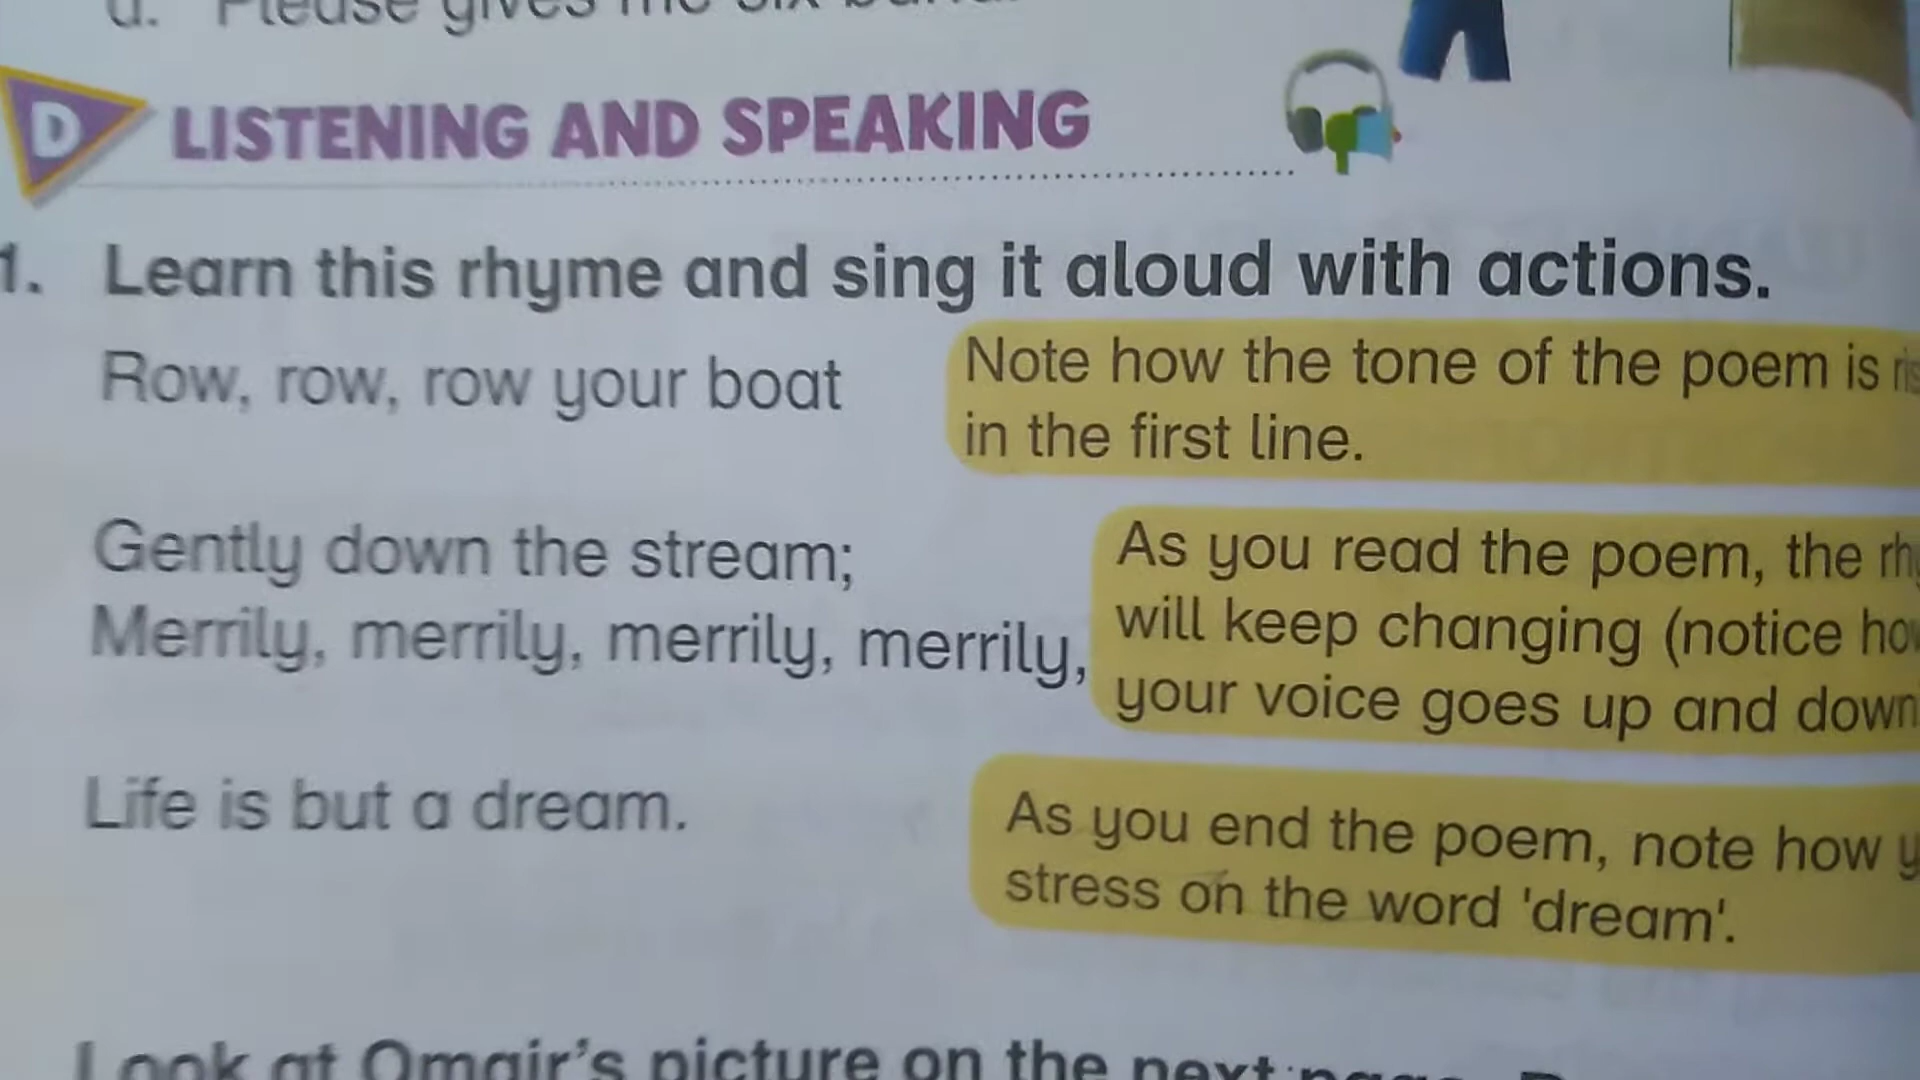 d. Please gives me six
D LISTENING AND SPEAKING
1. Learn this rhyme and sing it aloud with actions.
Row, row, row your boat
Note how the tone of the poem is
in the first line.
Gently down the stream;
Merrily, merrily, merrily, merrily,
As you read the poem, the
will keep changing (notice
your voice goes up and down
Life is but a dream.
As you end the poem, note how
stress on the word 'dream'.
Look at Omair's picture on the next page.